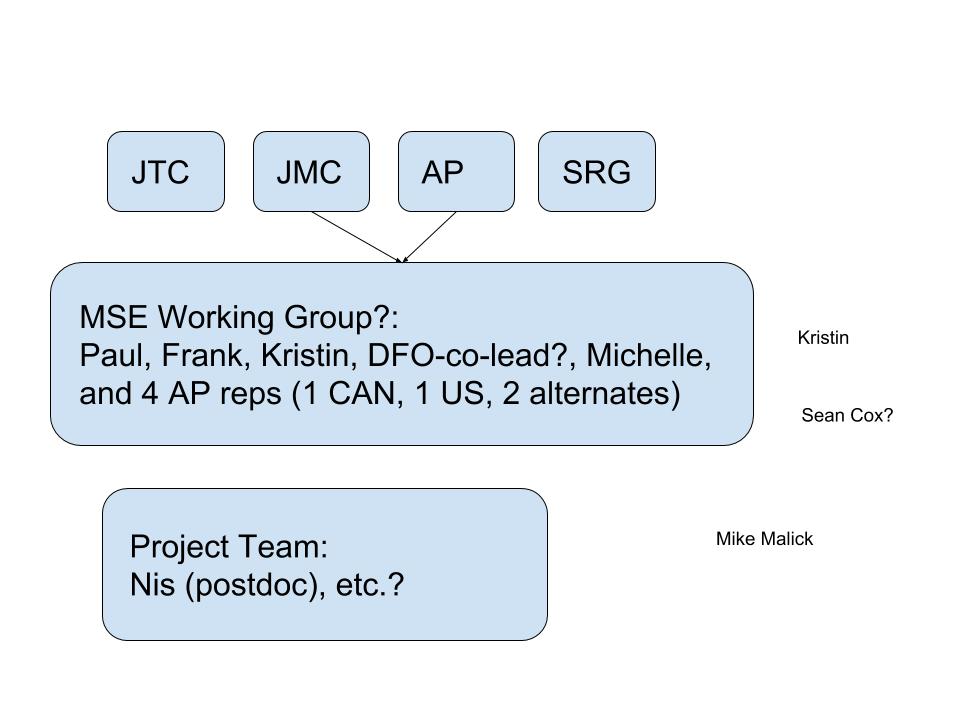 JTC
JMC
AP
SRG
MSE Working Group?:
Paul, Frank, Kristin, DFO-co-lead?, Michelle,
and 4 AP reps (1 CAN, 1 US, 2 alternates)
Kristin
Sean Cox?
Project Team:
Nis (postdoc), etc.?
Mike Malick